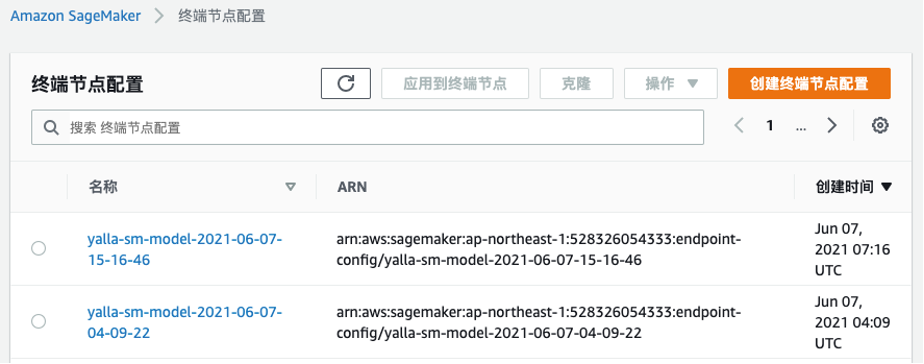 Amazon SageMaker > 终端节点配置
终端节点配置 应用到终端节点 克隆 操作 创建终端节点配置
搜索 终端节点配置 1 ...
名称 ARN 创建时间
yalla-sm-model-2021-06-07-
15-16-46
arn:aws:sagemaker:ap-northeast-1:528326054333:endpoint-
config/yalla-sm-model-2021-06-07-15-16-46
Jun 07,
2021 07:16
UTC
yalla-sm-model-2021-06-07-
04-09-22
arn:aws:sagemaker:ap-northeast-1:528326054333:endpoint-
config/yalla-sm-model-2021-06-07-04-09-22
Jun 07,
2021 04:09
UTC